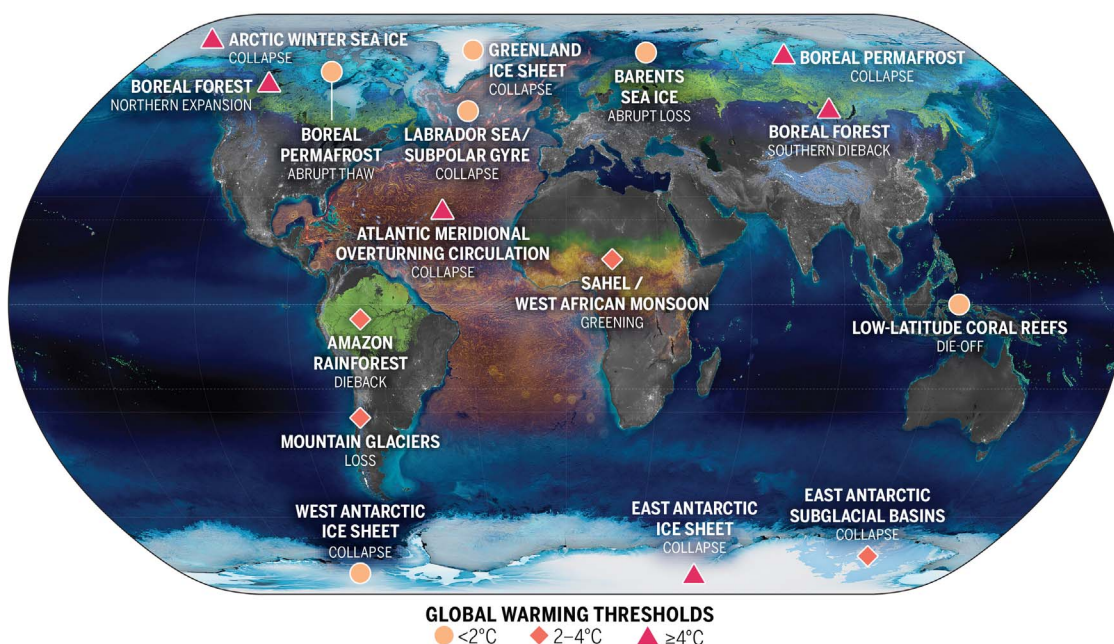 ARCTIC WINTER SEA ICE
COLLAPSE
GREENLAND
ICE SHEET
COLLAPSE
BARENTS
SEA ICE
ABRUPT LOSS
BOREAL PERMAFROST
COLLAPSE
BOREAL FOREST
NORTHERN EXPANSION
BOREAL
PERMAFROST
ABRUPT THAW
LABRADOR SEA/
SUBPOLAR GYRE
COLLAPSE
BOREAL FOREST
SOUTHERN DIEBACK
ATLANTIC MERIDIONAL
OVERTURNING CIRCULATION
COLLAPSE
SAHEL /
WEST AFRICAN MONSOON
GREENING
LOW-LATITUDE CORAL REEFS
DIE-OFF
AMAZON
RAINFOREST
DIEBACK
MOUNTAIN GLACIERS
LOSS
WEST ANTARCTIC
ICE SHEET
COLLAPSE
EAST ANTARCTIC
ICE SHEET
COLLAPSE
EAST ANTARCTIC
SUBGLACIAL BASINS
COLLAPSE
GLOBAL WARMING THRESHOLDS
<2°C 2–4°C ≥4°C